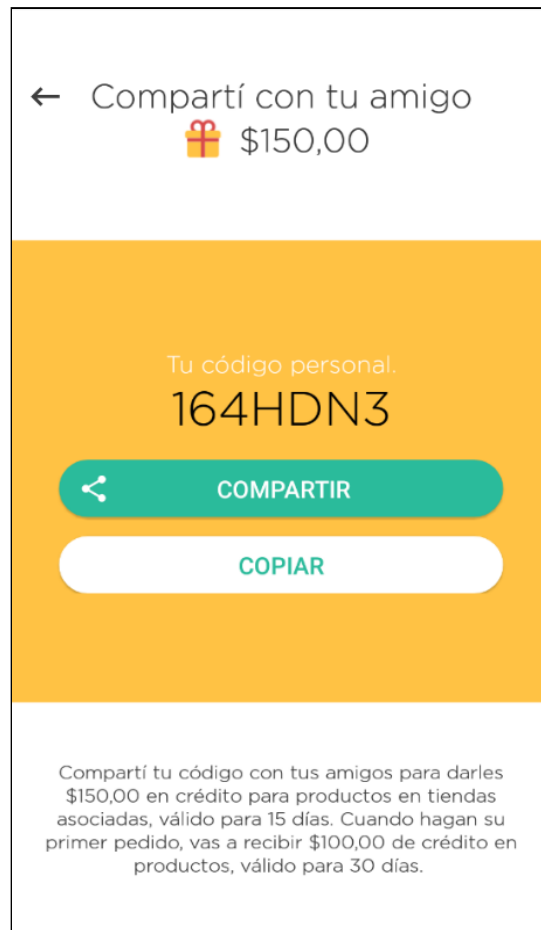 Compartí con tu amigo
$150,00
Tu código personal.
164HDN3
COMPARTIR
COPIAR
Compartí tu código con tus amigos para darles
$150,00 en crédito para productos en tiendas
asociadas, válido para 15 días. Cuando hagan su
primer pedido, vas a recibir $100,00 de crédito en
productos, válido para 30 días.